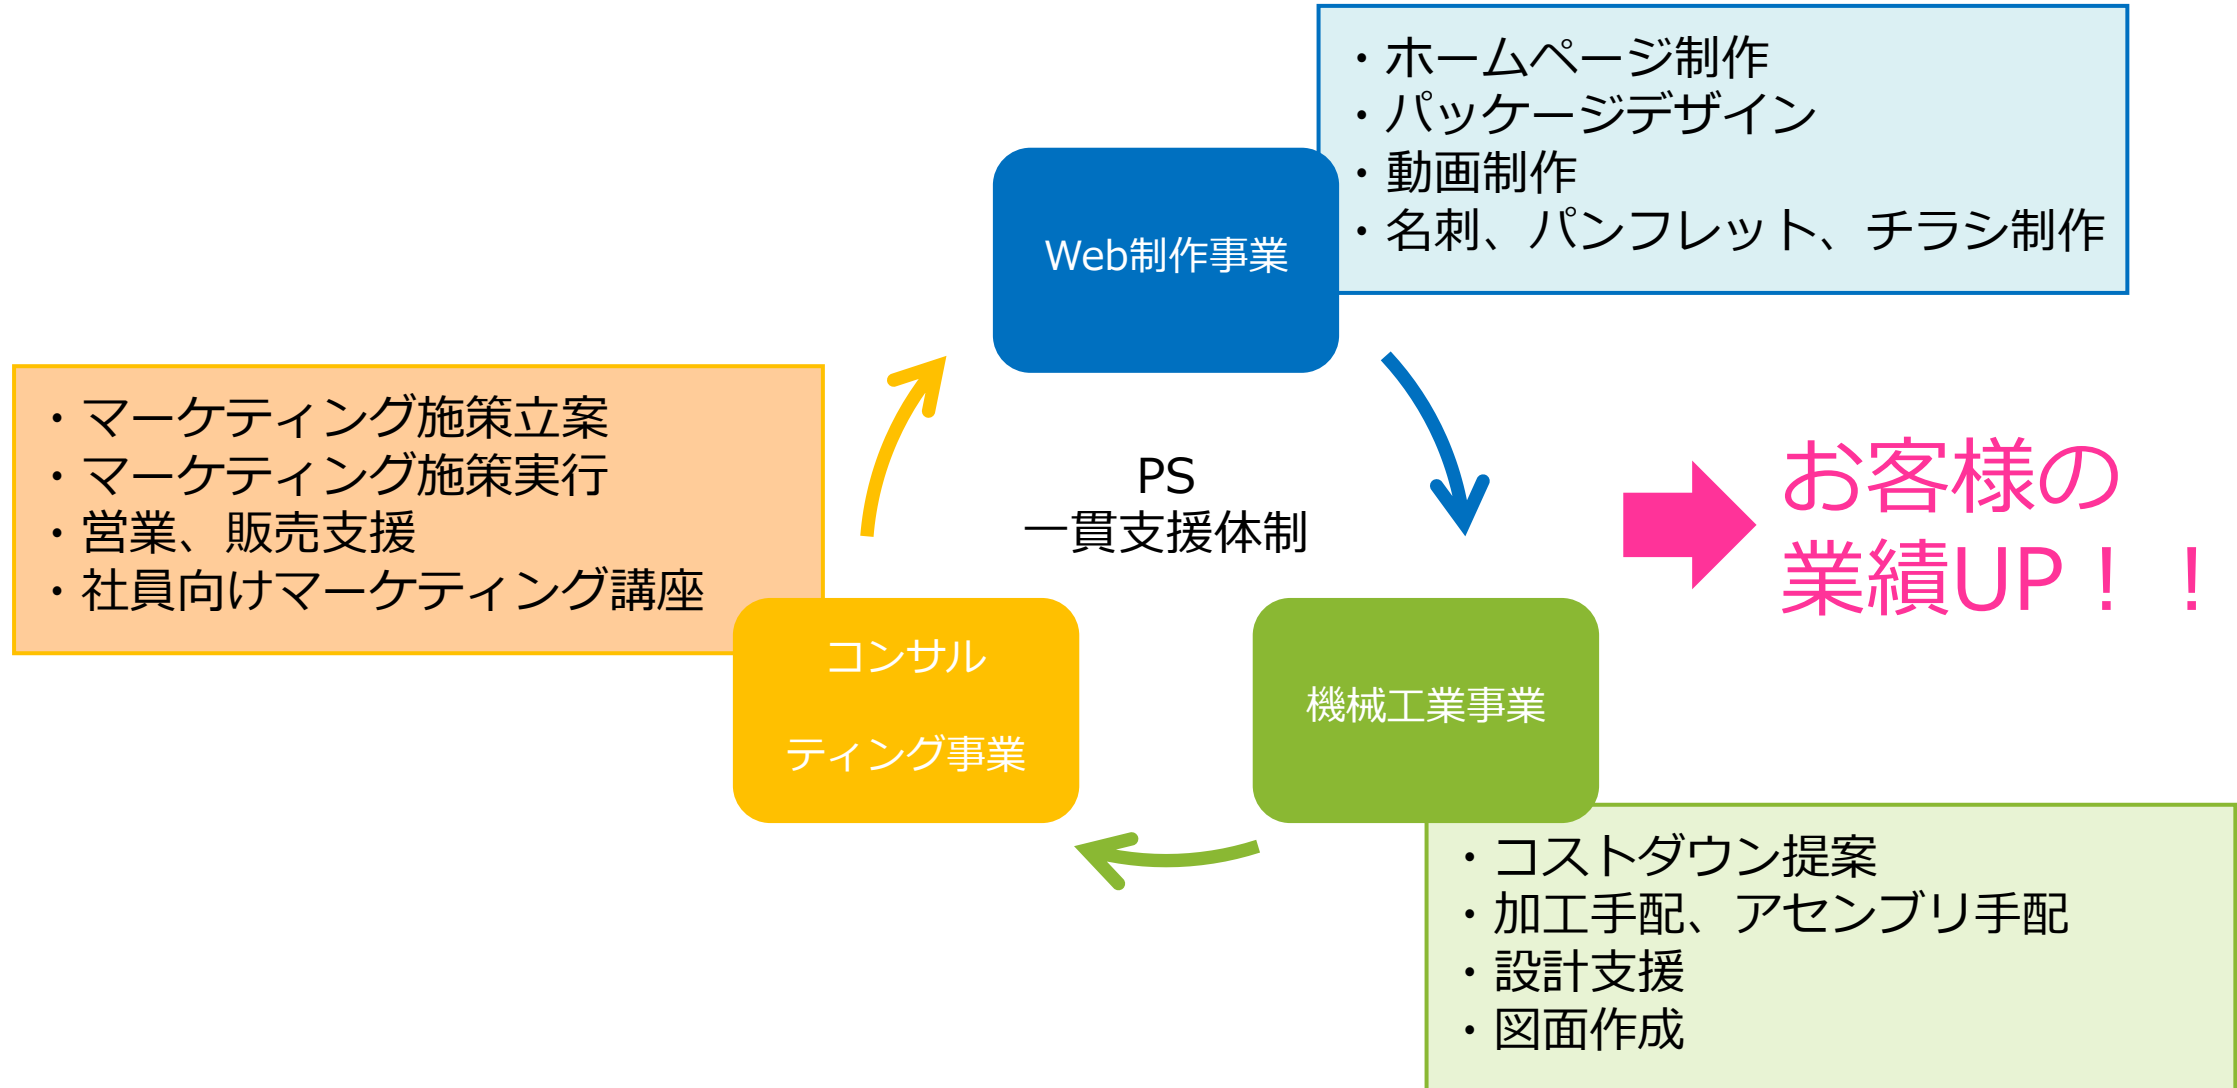 ・ホームページ制作
・パッケージデザイン
・動画制作
・名刺、パンフレット、チラシ制作
Web制作事業
・マーケティング施策立案
・マーケティング施策実行
・営業、販売支援
・社員向けマーケティング講座
PS
一貫支援体制
お客様の
業績UP！！
コンサル
ティング事業
機械工業事業
・コストダウン提案
・加工手配、アセンブリ手配
・設計支援
・図面作成